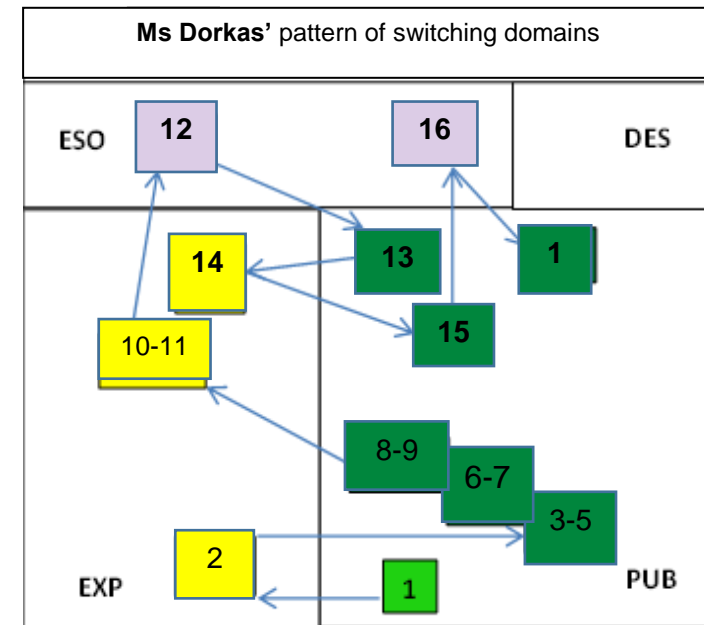 Ms Dorkas’ pattern of switching domains
ESO
12
16
DES
14
13
1
15
10-11
8-9
6-7
3-5
2
EXP
1
PUB